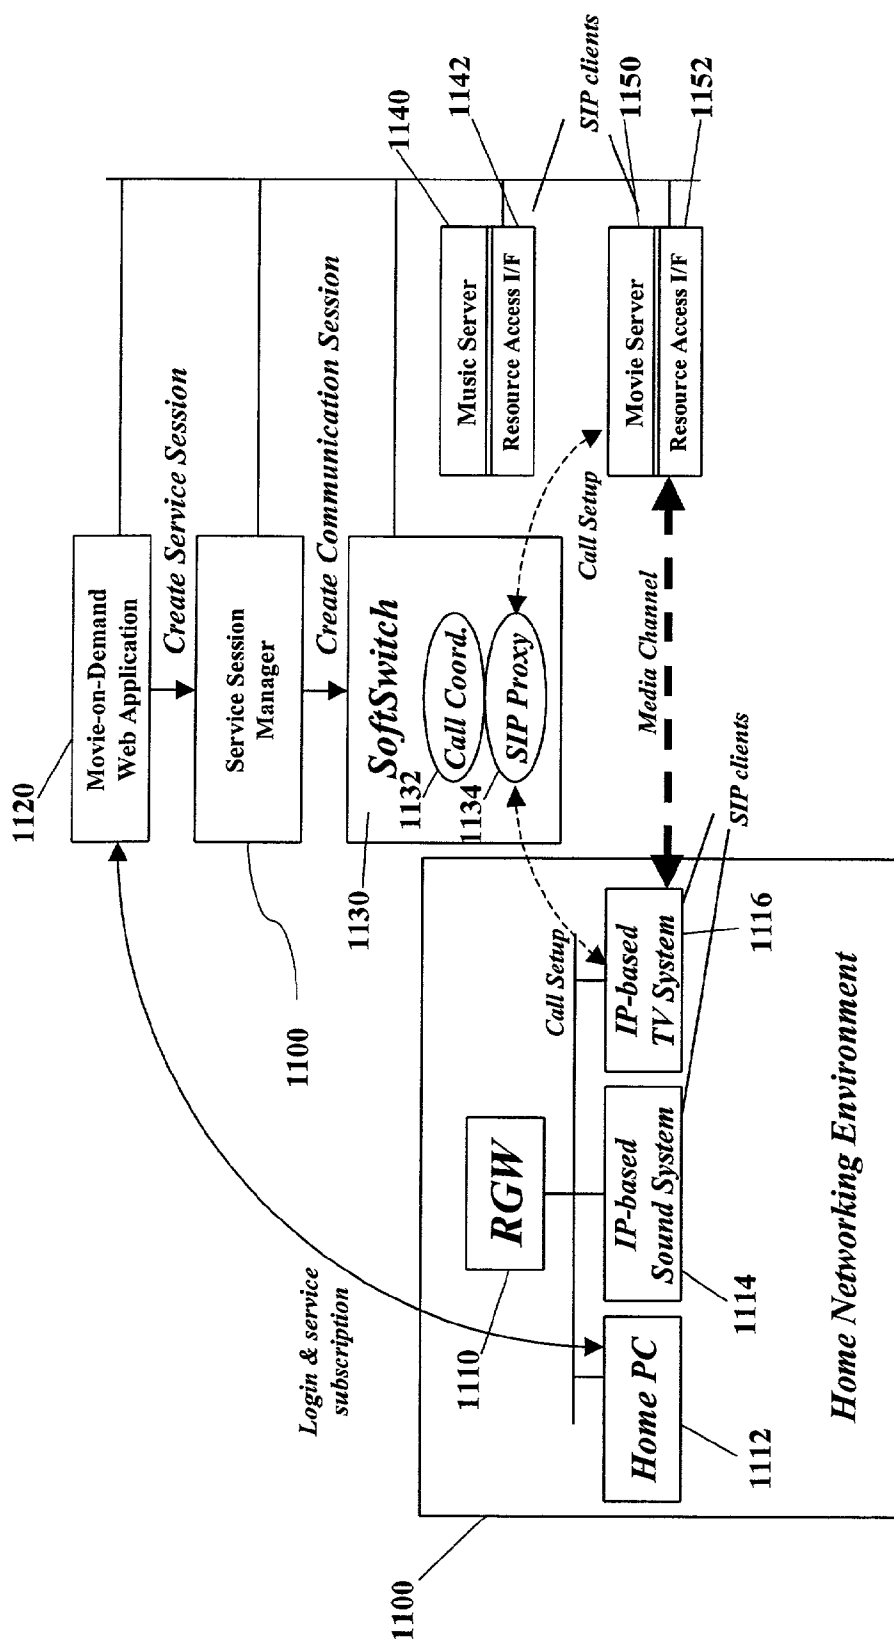 1120
Movie-on-Demand
Web Application
Login & service
subscription
Create Service Session
Service Session
Manager
1100
Create Communication Session
1130
SoftSwitch
1132
Call Coord.
1134
SIP Proxy
1140
Music Server
Resource Access I/F
1142
SIP clients
1150
Movie Server
Resource Access I/F
1152
Call Setup
Media Channel
Call Setup
1100
RGW
1110
Home PC
1112
IP-based
Sound System
1114
IP-based
TV System
1116
SIP clients
Home Networking Environment